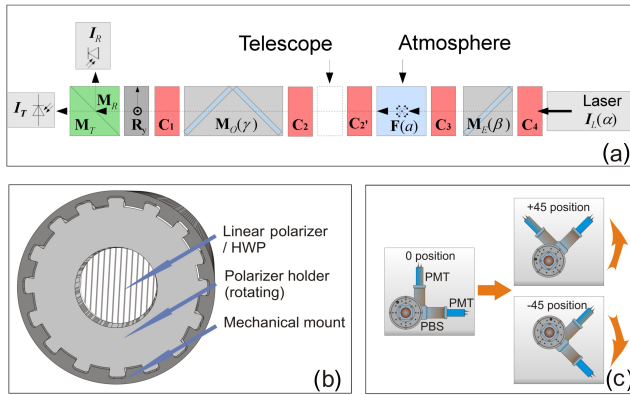 I_R
Telescope
Atmosphere
I_T
M_R
M_T
R_y
C_1
M_O(γ)
C_2
C_2'
F(a)
C_3
M_E(β)
C_4
Laser
I_L(α)
(a)
Linear polarizer
/ HWP
Polarizer holder
(rotating)
Mechanical mount
(b)
0 position
PMT
PMT
PBS
+45 position
-45 position
(c)